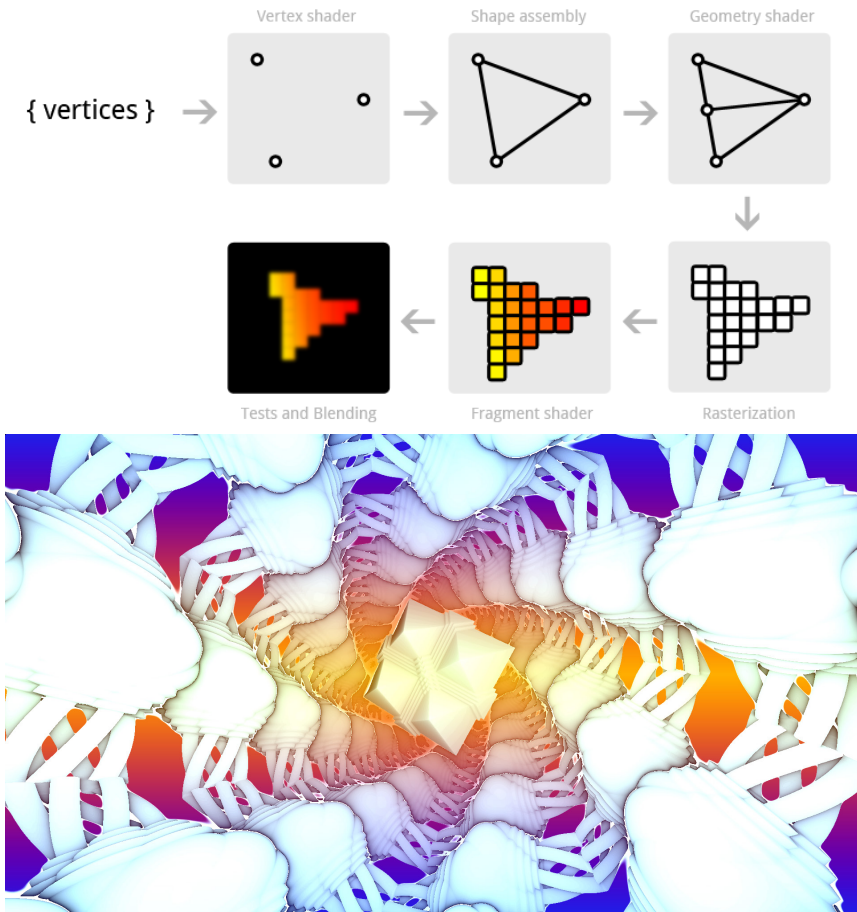 Vertex shader
Shape assembly
Geometry shader
{ vertices }
Tests and Blending
Fragment shader
Rasterization